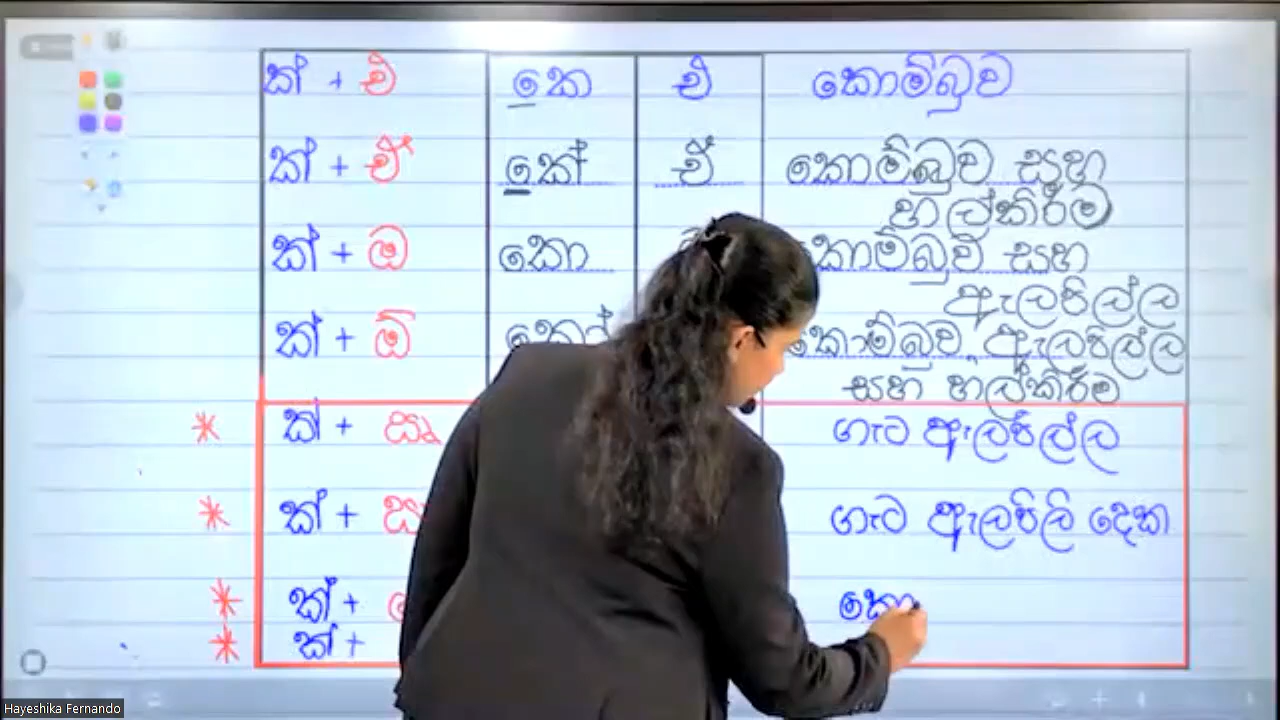 ක් + එ කෙ එ කොම්බුව
ක් + ඒ කේ ඒ කොම්බුව සහ
හල්කිරීම
ක් + ඔ කො කොම්බුව සහ
ඇලපිල්ල
ක් + ඕ කොම්බුව, ඇලපිල්ල
සහ හල්කිරීම
* ක් + ඍ ගැට ඇලපිල්ල
* ක් + ගැට ඇලපිලි දෙක
* ක් +
* ක් +
Hayeshika Fernando